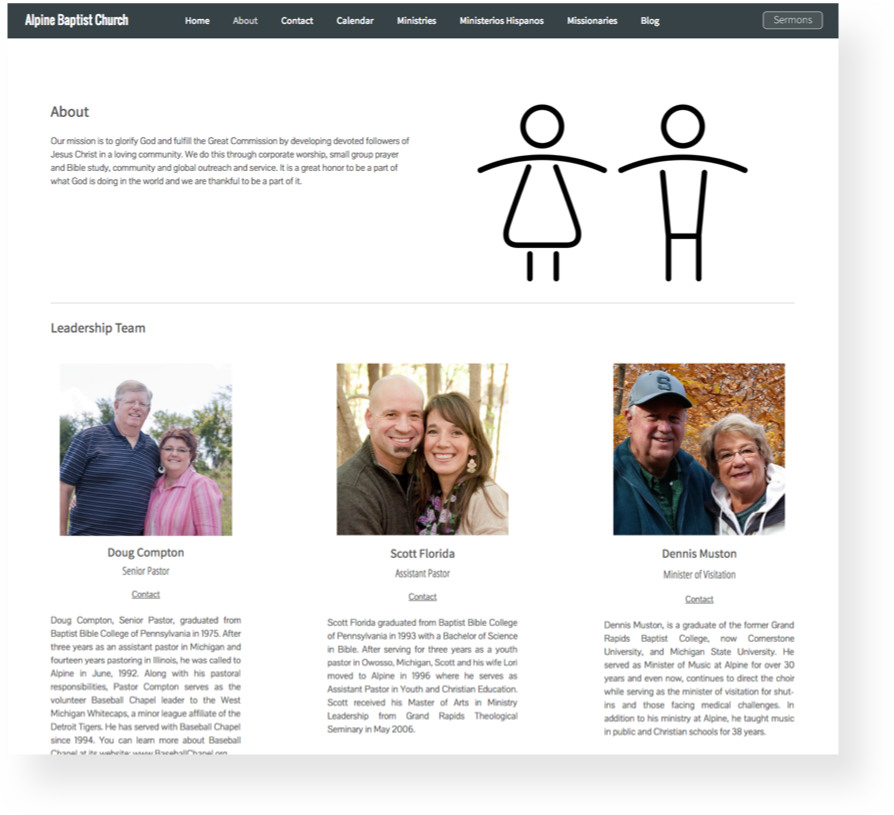 Alpine Baptist Church Home About Contact Calendar Ministries Ministerios Hispanos Missionaries Blog Sermons
About
Our mission is to glorify God and fulfill the Great Commission by developing devoted followers of
Jesus Christ in a loving community. We do this through corporate worship, small group prayer
and Bible study, community and global outreach and service. It is a great honor to be a part of
what God is doing in the world and we are thankful to be a part of it.
Leadership Team
S
Doug Compton
Senior Pastor
Contact
Doug Compton, Senior Pastor, graduated from
Baptist Bible College of Pennsylvania in 1975. After
three years as an assistant pastor in Michigan and
fourteen years pastoring in Illinois, he was called to
Alpine in June, 1992. Along with his pastoral
responsibilities, Pastor Compton serves as the
volunteer Baseball Chapel leader to the West
Michigan Whitecaps, a minor league affiliate of the
Detroit Tigers. He has served with Baseball Chapel
since 1994. You can learn more about Baseball
Chapel at its website: www.BaseballChapel.org
Scott Florida
Assistant Pastor
Contact
Scott Florida graduated from Baptist Bible College
of Pennsylvania in 1993 with a Bachelor of Science
in Bible. After serving for three years as a youth
pastor in Owosso, Michigan, Scott and his wife Lori
moved to Alpine in 1996 where he serves as
Assistant Pastor in Youth and Christian Education.
Scott received his Master of Arts in Ministry
Leadership from Grand Rapids Theological
Seminary in May 2006.
Dennis Muston
Minister of Visitation
Contact
Dennis Muston, is a graduate of the former Grand
Rapids Baptist College, now Cornerstone
University, and Michigan State University. He
served as Minister of Music at Alpine for over 30
years and even now, continues to direct the choir
while serving as the minister of visitation for shut-
ins and those facing medical challenges. In
addition to his ministry at Alpine, he taught music
in public and Christian schools for 38 years.